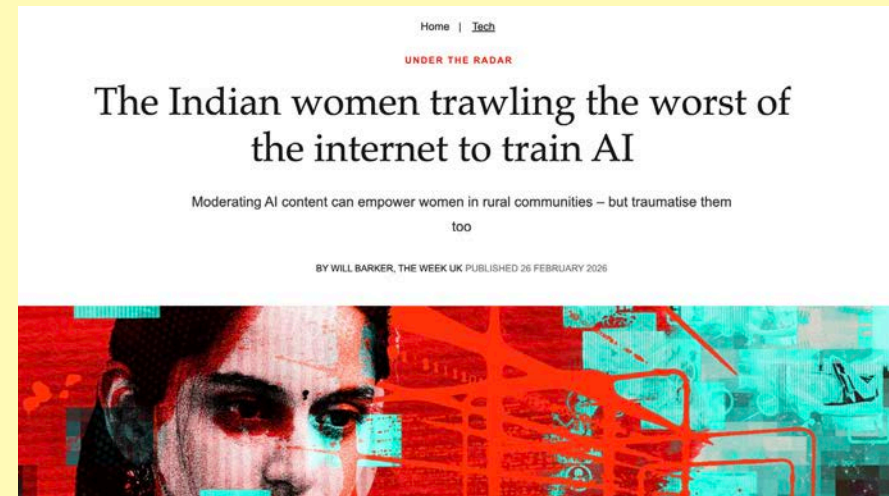 Home | Tech
UNDER THE RADAR
The Indian women trawling the worst of
the internet to train AI
Moderating AI content can empower women in rural communities – but traumatise them
too
BY WILL BARKER, THE WEEK UK PUBLISHED 26 FEBRUARY 2026